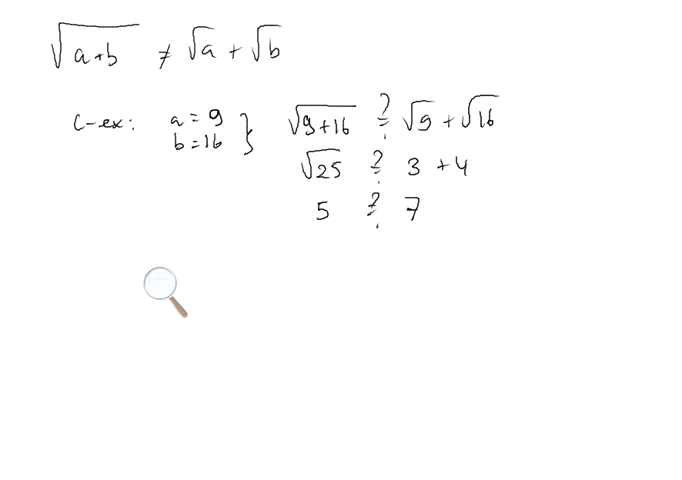 √(a+b) ≠ √a + √b
C-ex: a = 9 } √(9+16) ≟ √9 + √16
b = 16
√25 ≟ 3 + 4
5 ≟ 7